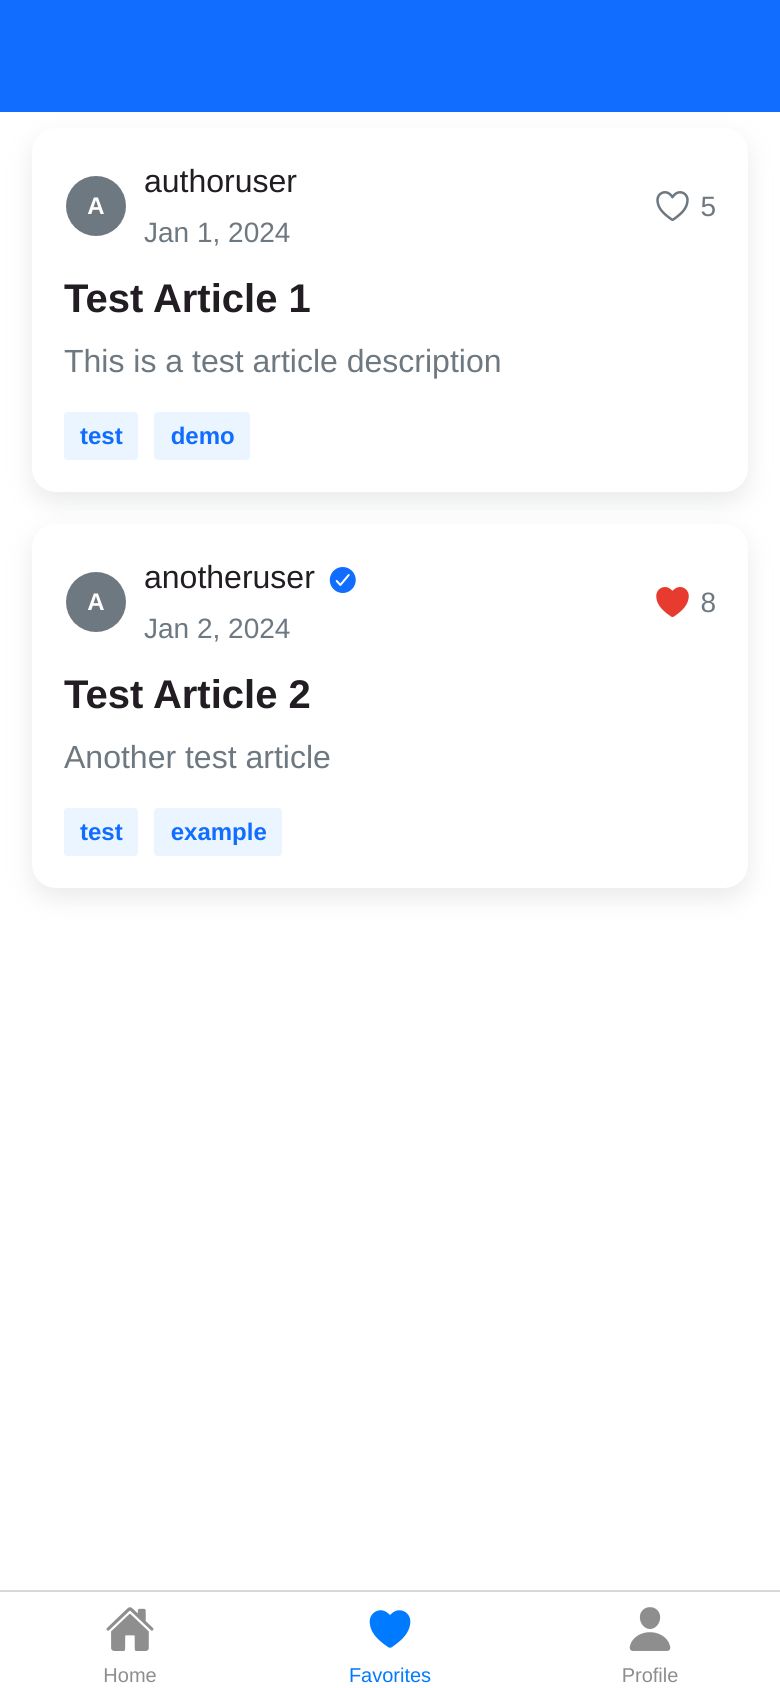 A
authoruser
Jan 1, 2024
5
Test Article 1
This is a test article description
test demo
A
anotheruser
Jan 2, 2024
8
Test Article 2
Another test article
test example
Home Favorites Profile